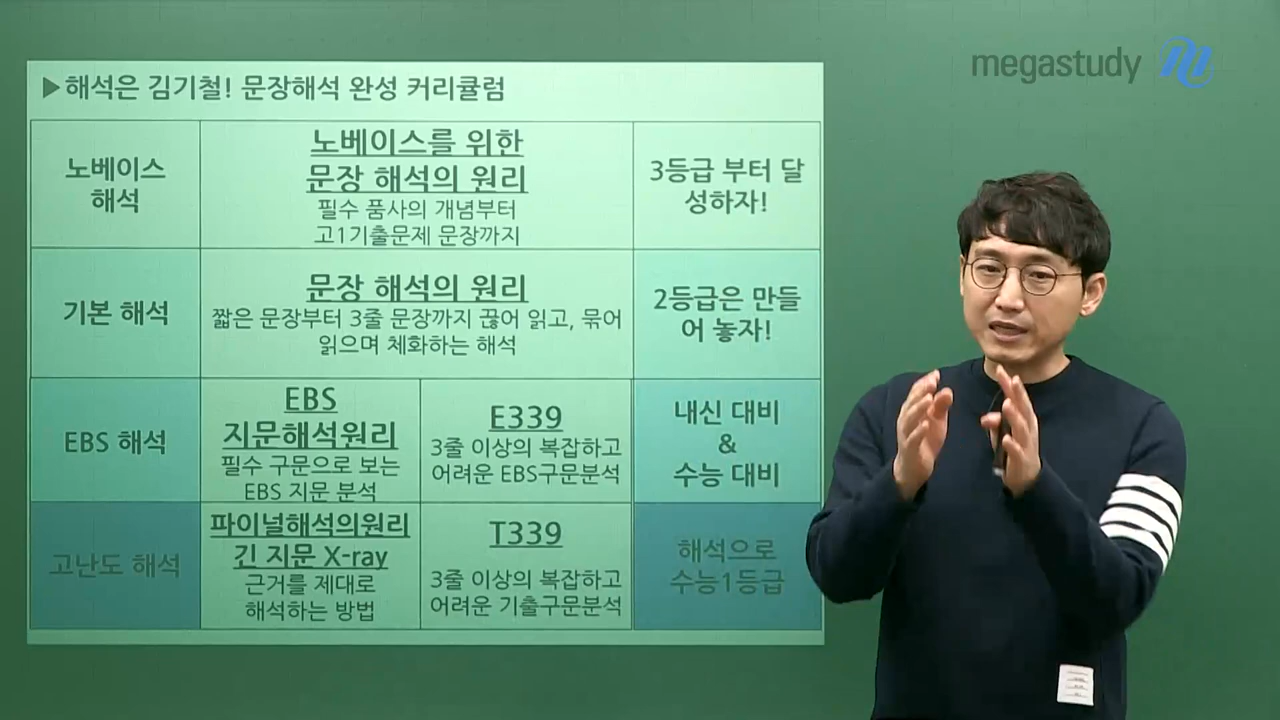 megastudy
▶해석은 김기철! 문장해석 완성 커리큘럼
노베이스
해석
노베이스를 위한
문장 해석의 원리
필수 품사의 개념부터
고1기출문제 문장까지
3등급 부터 달
성하자!
기본 해석
문장 해석의 원리
짧은 문장부터 3줄 문장까지 끊어 읽고, 묶어
읽으며 체화하는 해석
2등급은 만들
어 놓자!
EBS 해석
EBS
지문해석원리
필수 구문으로 보는
EBS 지문 분석
E339
3줄 이상의 복잡하고
어려운 EBS구문분석
내신 대비
&
수능 대비
고난도 해석
파이널해석의원리
긴 지문 X-ray
근거를 제대로
해석하는 방법
T339
3줄 이상의 복잡하고
어려운 기출구문분석
해석으로
수능1등급